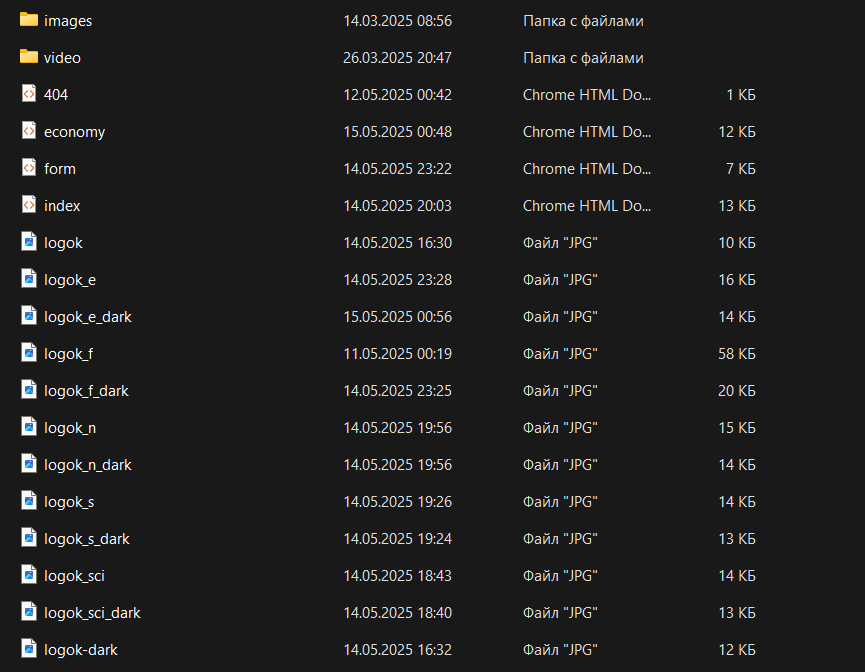 images 14.03.2025 08:56 Папка с файлами
video 26.03.2025 20:47 Папка с файлами
404 12.05.2025 00:42 Chrome HTML Do... 1 КБ
economy 15.05.2025 00:48 Chrome HTML Do... 12 КБ
form 14.05.2025 23:22 Chrome HTML Do... 7 КБ
index 14.05.2025 20:03 Chrome HTML Do... 13 КБ
logok 14.05.2025 16:30 Файл "JPG" 10 КБ
logok_e 14.05.2025 23:28 Файл "JPG" 16 КБ
logok_e_dark 15.05.2025 00:56 Файл "JPG" 14 КБ
logok_f 11.05.2025 00:19 Файл "JPG" 58 КБ
logok_f_dark 14.05.2025 23:25 Файл "JPG" 20 КБ
logok_n 14.05.2025 19:56 Файл "JPG" 15 КБ
logok_n_dark 14.05.2025 19:56 Файл "JPG" 14 КБ
logok_s 14.05.2025 19:26 Файл "JPG" 14 КБ
logok_s_dark 14.05.2025 19:24 Файл "JPG" 13 КБ
logok_sci 14.05.2025 18:43 Файл "JPG" 14 КБ
logok_sci_dark 14.05.2025 18:40 Файл "JPG" 13 КБ
logok-dark 14.05.2025 16:32 Файл "JPG" 12 КБ